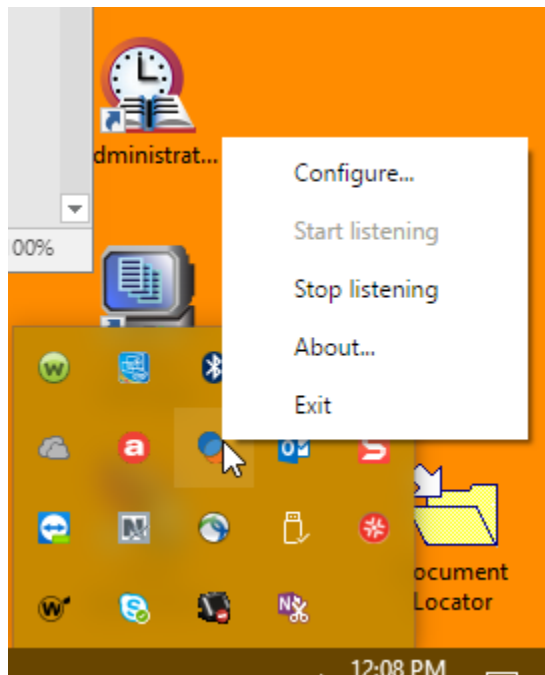 dministrat...
Configure...
00%
Start listening
Stop listening
About...
Exit
ocument
Locator
12:08 PM